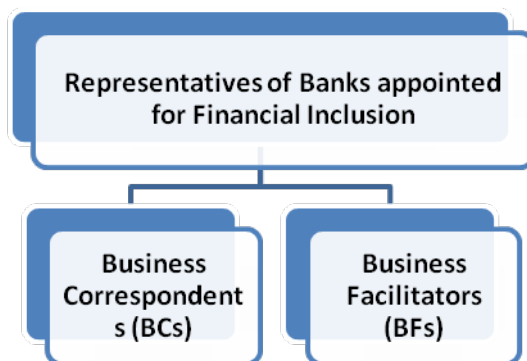 Representatives of Banks appointed
for Financial Inclusion
Business
Correspondent
s (BCs)
Business
Facilitators
(BFs)